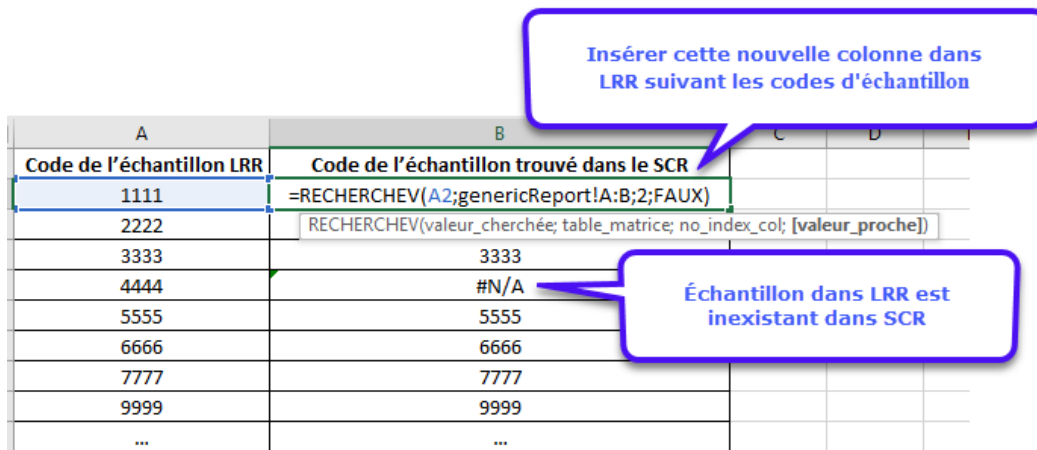 Insérer cette nouvelle colonne dans
LRR suivant les codes d'échantillon
A B C D
Code de l'échantillon LRR Code de l'échantillon trouvé dans le SCR
1111 =RECHERCHEV(A2;genericReport!A:B;2;FAUX)
2222 RECHERCHEV(valeur_cherchée; table_matrice; no_index_col; [valeur_proche])
3333 3333
4444 #N/A
Échantillon dans LRR est
inexistant dans SCR
5555 5555
6666 6666
7777 7777
9999 9999
... ...